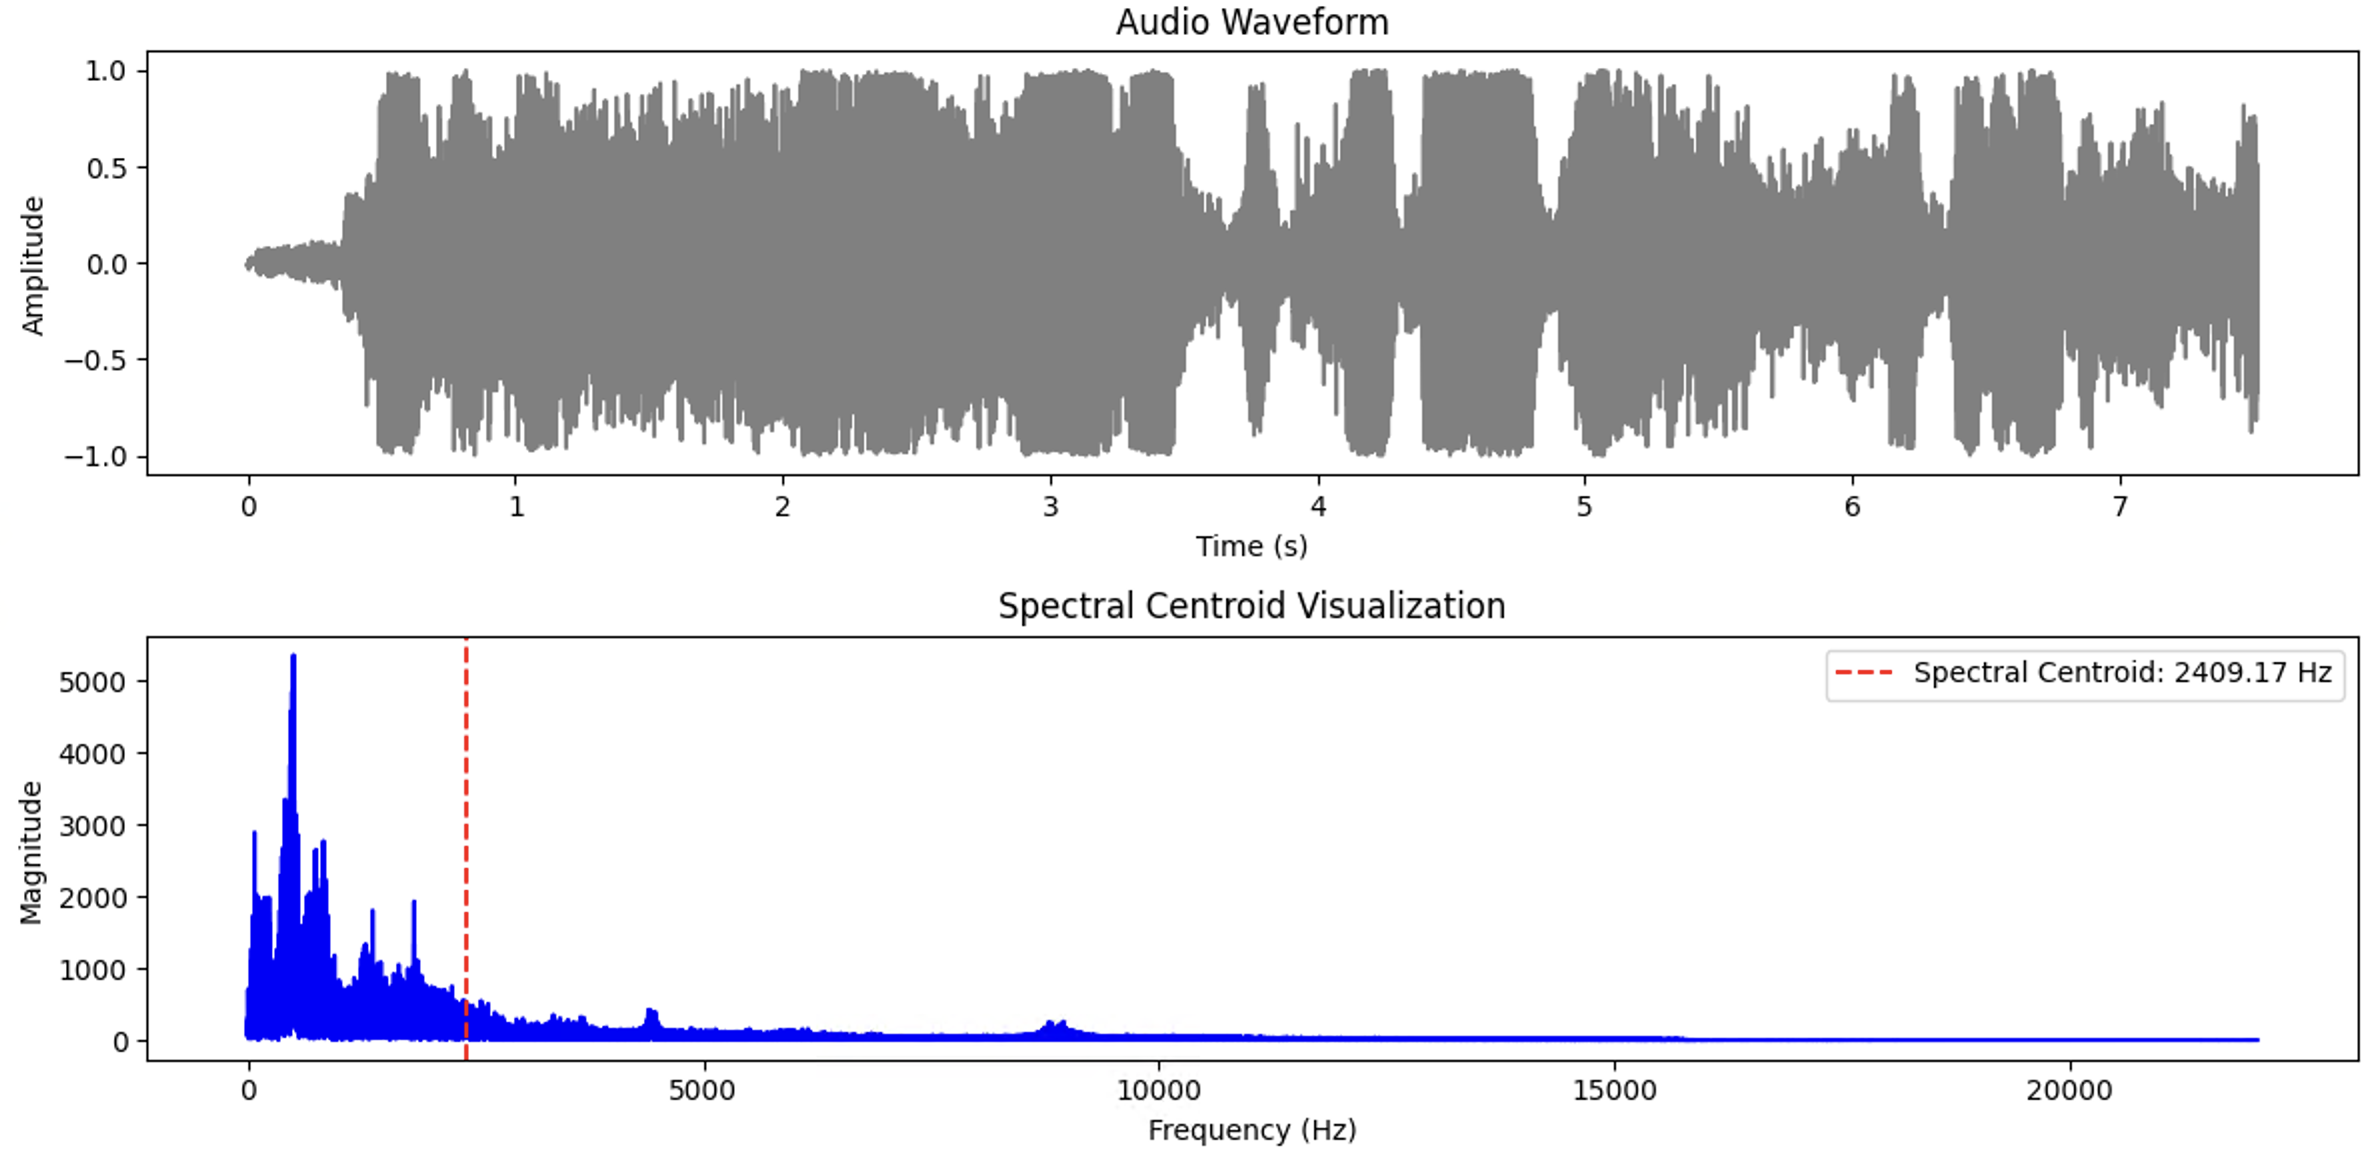 Audio Waveform
1.0
0.5
0.0
−0.5
−1.0
Amplitude
0 1 2 3 4 5 6 7
Time (s)
Spectral Centroid Visualization
Spectral Centroid: 2409.17 Hz
5000
4000
3000
2000
1000
0
Magnitude
0 5000 10000 15000 20000
Frequency (Hz)